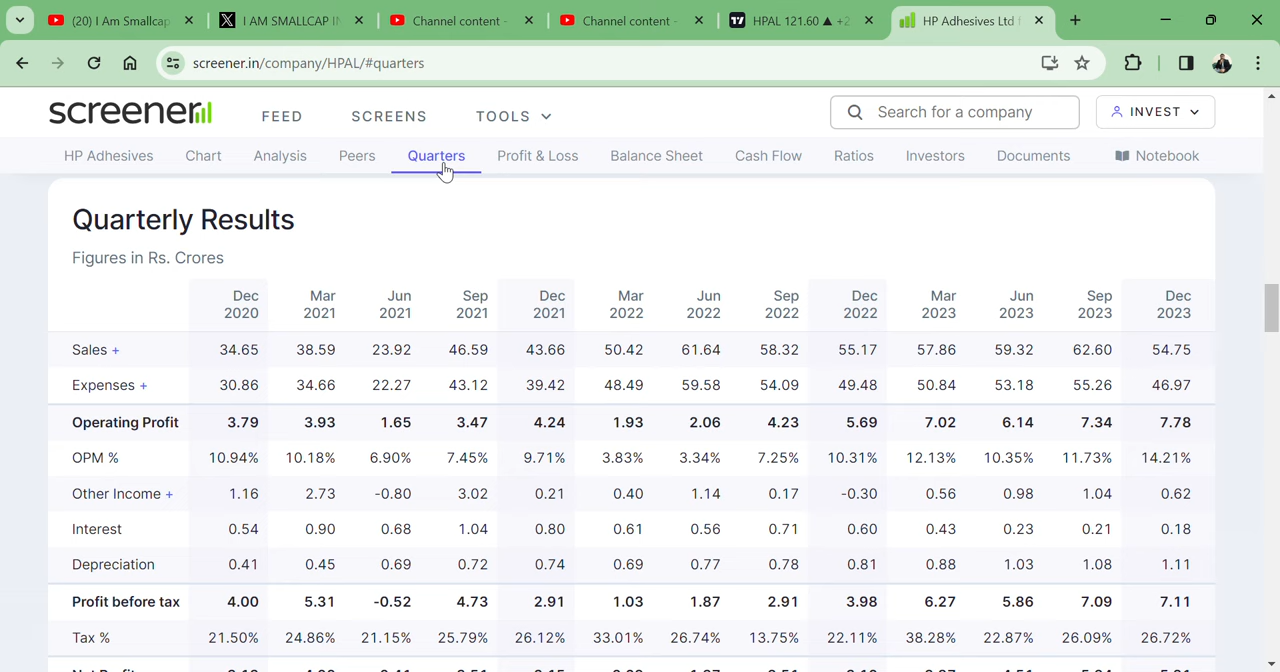 (20) I Am Smallcap
I AM SMALLCAP IN
Channel content -
Channel content -
HPAL 121.60 ▲ +2
HP Adhesives Ltd
screener.in/company/HPAL/#quarters
screener
FEED
SCREENS
TOOLS
Search for a company
INVEST
HP Adhesives
Chart
Analysis
Peers
Quarters
Profit & Loss
Balance Sheet
Cash Flow
Ratios
Investors
Documents
Notebook
Quarterly Results
Figures in Rs. Crores
Dec 2020 Mar 2021 Jun 2021 Sep 2021 Dec 2021 Mar 2022 Jun 2022 Sep 2022 Dec 2022 Mar 2023 Jun 2023 Sep 2023 Dec 2023
Sales + 34.65 38.59 23.92 46.59 43.66 50.42 61.64 58.32 55.17 57.86 59.32 62.60 54.75
Expenses + 30.86 34.66 22.27 43.12 39.42 48.49 59.58 54.09 49.48 50.84 53.18 55.26 46.97
Operating Profit 3.79 3.93 1.65 3.47 4.24 1.93 2.06 4.23 5.69 7.02 6.14 7.34 7.78
OPM % 10.94% 10.18% 6.90% 7.45% 9.71% 3.83% 3.34% 7.25% 10.31% 12.13% 10.35% 11.73% 14.21%
Other Income + 1.16 2.73 -0.80 3.02 0.21 0.40 1.14 0.17 -0.30 0.56 0.98 1.04 0.62
Interest 0.54 0.90 0.68 1.04 0.80 0.61 0.56 0.71 0.60 0.43 0.23 0.21 0.18
Depreciation 0.41 0.45 0.69 0.72 0.74 0.69 0.77 0.78 0.81 0.88 1.03 1.08 1.11
Profit before tax 4.00 5.31 -0.52 4.73 2.91 1.03 1.87 2.91 3.98 6.27 5.86 7.09 7.11
Tax % 21.50% 24.86% 21.15% 25.79% 26.12% 33.01% 26.74% 13.75% 22.11% 38.28% 22.87% 26.09% 26.72%